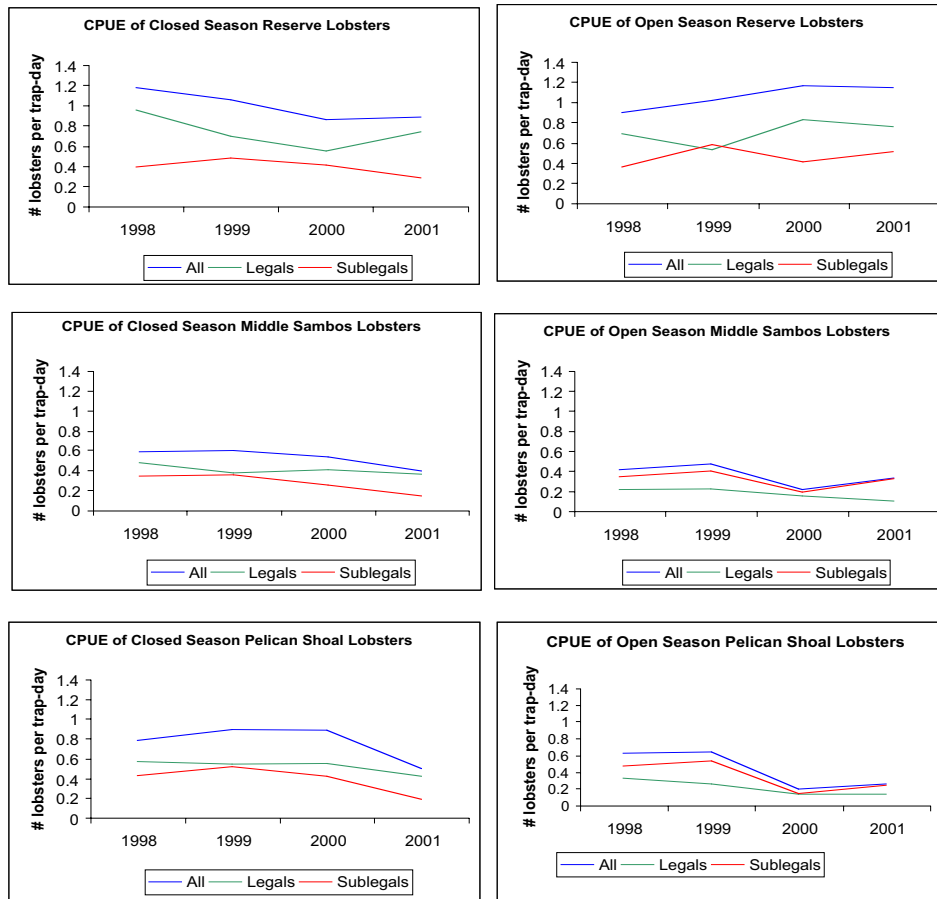 CPUE of Closed Season Reserve Lobsters
# lobsters per trap-day
1.4
1.2
1
0.8
0.6
0.4
0.2
0
1998 1999 2000 2001
All Legals Sublegals
CPUE of Open Season Reserve Lobsters
# lobsters per trap-day
1.4
1.2
1
0.8
0.6
0.4
0.2
0
1998 1999 2000 2001
All Legals Sublegals
CPUE of Closed Season Middle Sambos Lobsters
# lobsters per trap-day
1.4
1.2
1
0.8
0.6
0.4
0.2
0
1998 1999 2000 2001
All Legals Sublegals
CPUE of Open Season Middle Sambos Lobsters
# lobsters per trap-day
1.4
1.2
1
0.8
0.6
0.4
0.2
0
1998 1999 2000 2001
All Legals Sublegals
CPUE of Closed Season Pelican Shoal Lobsters
# lobsters per trap-day
1.4
1.2
1
0.8
0.6
0.4
0.2
0
1998 1999 2000 2001
All Legals Sublegals
CPUE of Open Season Pelican Shoal Lobsters
# lobsters per trap-day
1.4
1.2
1
0.8
0.6
0.4
0.2
0
1998 1999 2000 2001
All Legals Sublegals